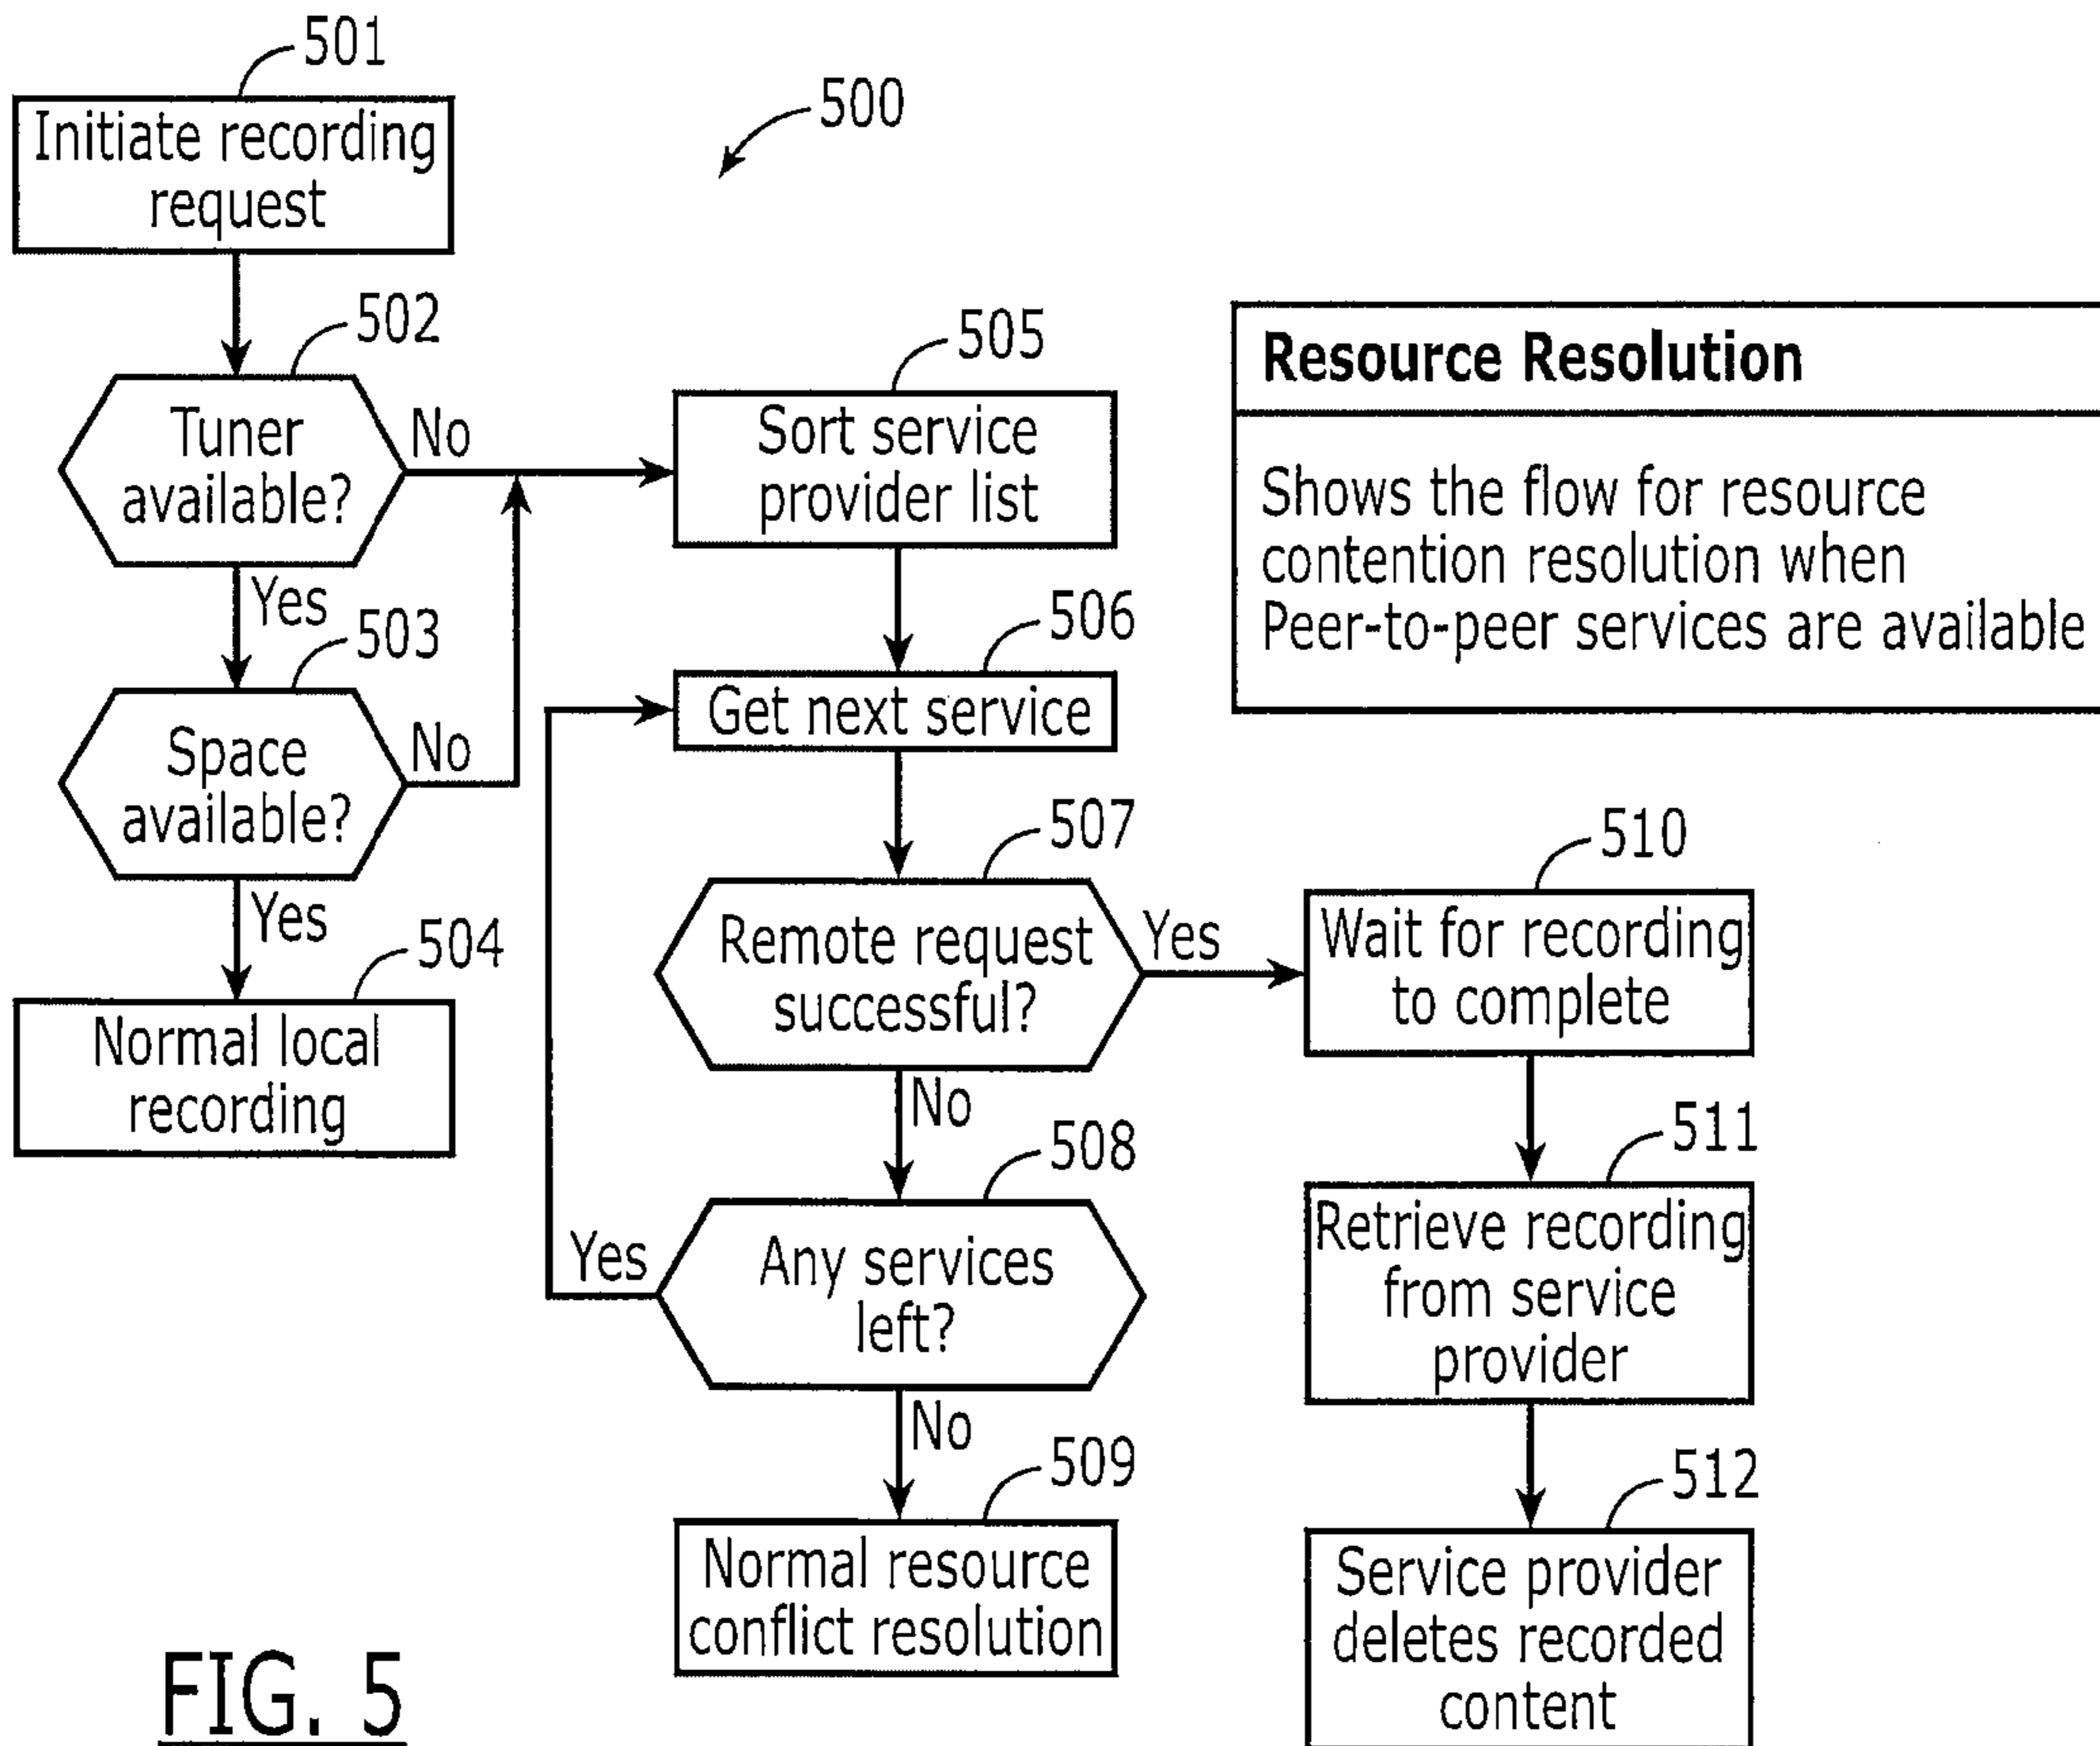 501
Initiate recording
request
500
502
Tuner
available?
No
Yes
503
Space
available?
No
Yes
504
Normal local
recording
505
Sort service
provider list
506
Get next service
507
Remote request
successful?
Yes
No
508
Any services
left?
Yes
No
509
Normal resource
conflict resolution
510
Wait for recording
to complete
511
Retrieve recording
from service
provider
512
Service provider
deletes recorded
content
Resource Resolution
Shows the flow for resource
contention resolution when
Peer-to-peer services are available
FIG. 5